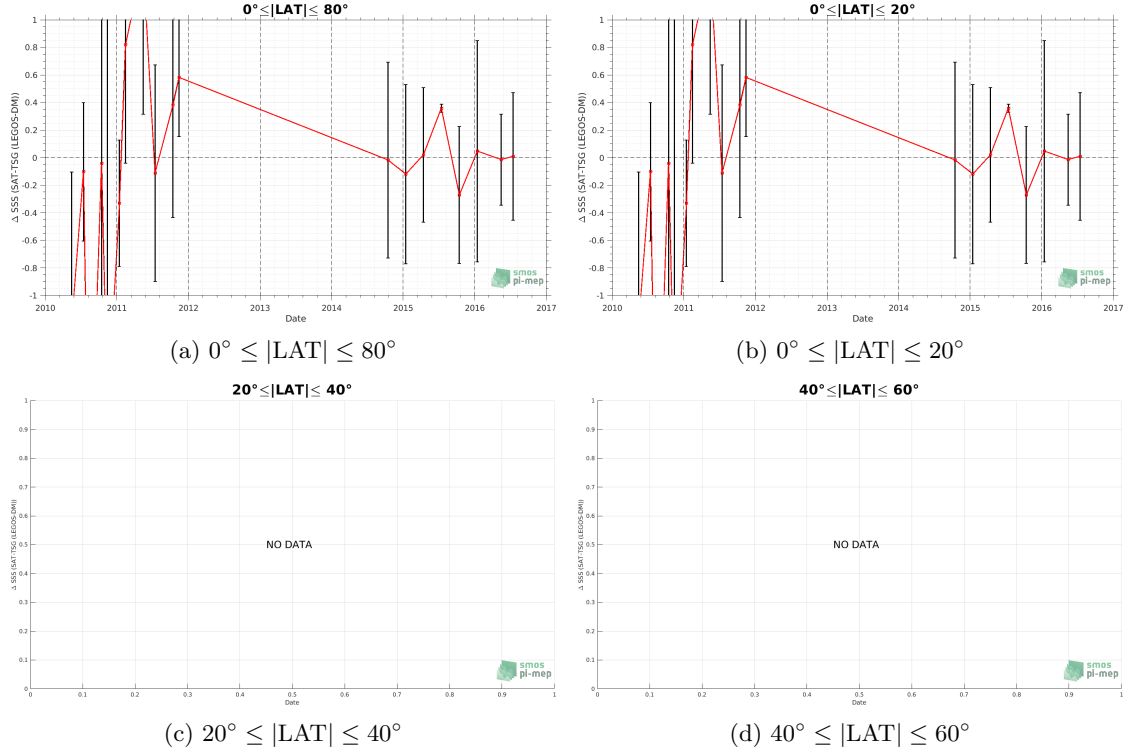 0°≤|LAT|≤ 80°
Δ SSS (SAT-TSG (LEGOS-DM))
1
0.8
0.6
0.4
0.2
0
-0.2
-0.4
-0.6
-0.8
-1
2010 2011 2012 2013 2014 2015 2016 2017
Date
smos
pi-mep
(a) 0° ≤ |LAT| ≤ 80°
0°≤|LAT|≤ 20°
Δ SSS (SAT-TSG (LEGOS-DM))
1
0.8
0.6
0.4
0.2
0
-0.2
-0.4
-0.6
-0.8
-1
2010 2011 2012 2013 2014 2015 2016 2017
Date
smos
pi-mep
(b) 0° ≤ |LAT| ≤ 20°
20°≤|LAT|≤ 40°
Δ SSS (SAT-TSG (LEGOS-DM))
1
0.9
0.8
0.7
0.6
0.5
0.4
0.3
0.2
0.1
0
NO DATA
0 0.1 0.2 0.3 0.4 0.5 0.6 0.7 0.8 0.9 1
Date
smos
pi-mep
(c) 20° ≤ |LAT| ≤ 40°
40°≤|LAT|≤ 60°
Δ SSS (SAT-TSG (LEGOS-DM))
1
0.9
0.8
0.7
0.6
0.5
0.4
0.3
0.2
0.1
0
NO DATA
0 0.1 0.2 0.3 0.4 0.5 0.6 0.7 0.8 0.9 1
Date
smos
pi-mep
(d) 40° ≤ |LAT| ≤ 60°